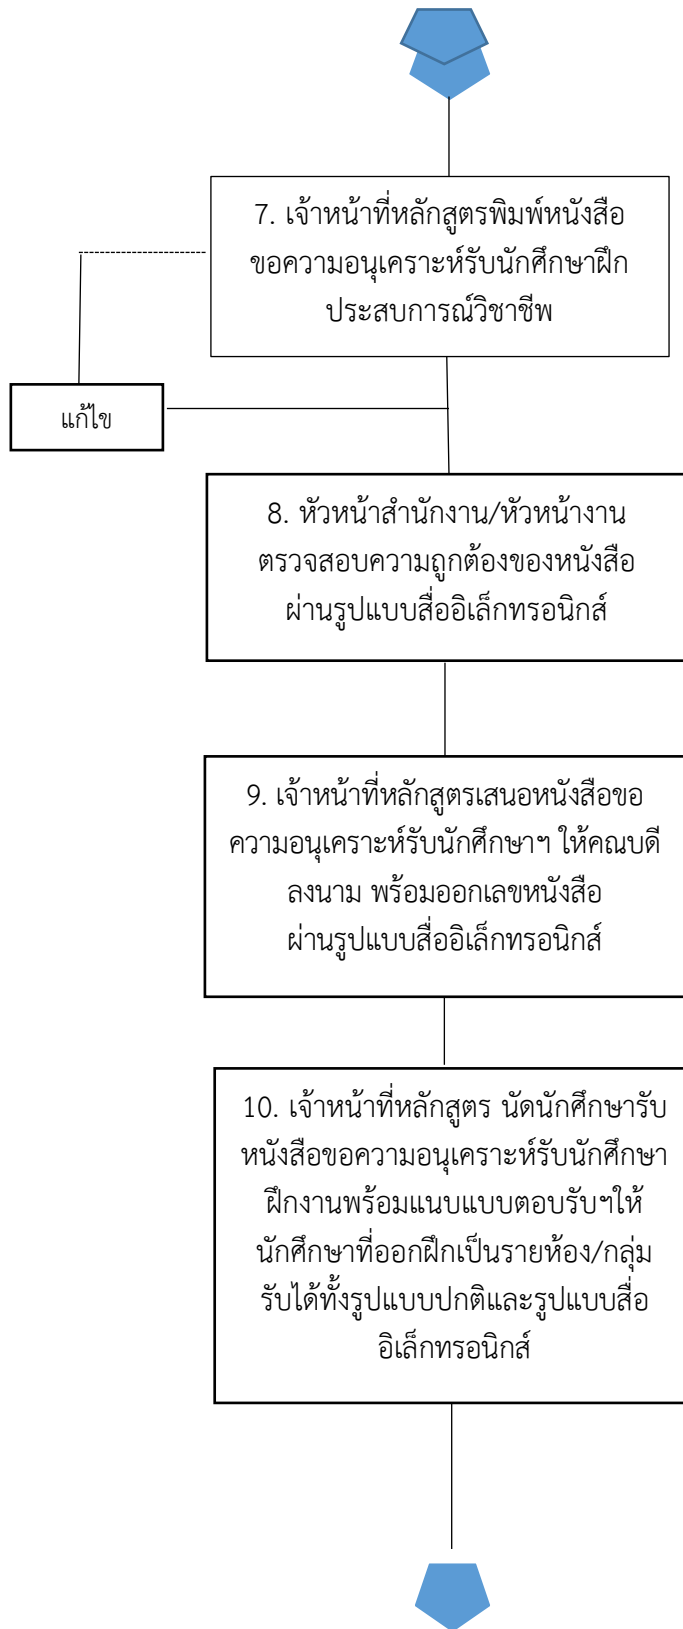 7. เจ้าหน้าที่หลักสูตรพิมพ์หนังสือ
ขอความอนุเคราะห์รับนักศึกษาฝึก
ประสบการณ์วิชาชีพ
แก้ไข
8. หัวหน้าสำนักงาน/หัวหน้างาน
ตรวจสอบความถูกต้องของหนังสือ
ผ่านรูปแบบสื่ออิเล็กทรอนิกส์
9. เจ้าหน้าที่หลักสูตรเสนอหนังสือขอ
ความอนุเคราะห์รับนักศึกษาฯ ให้คณบดี
ลงนาม พร้อมออกเลขหนังสือ
ผ่านรูปแบบสื่ออิเล็กทรอนิกส์
10. เจ้าหน้าที่หลักสูตร นัดนักศึกษารับ
หนังสือขอความอนุเคราะห์รับนักศึกษา
ฝึกงานพร้อมแนบแบบตอบรับฯให้
นักศึกษาที่ออกฝึกเป็นรายห้อง/กลุ่ม
รับได้ทั้งรูปแบบปกติและรูปแบบสื่อ
อิเล็กทรอนิกส์